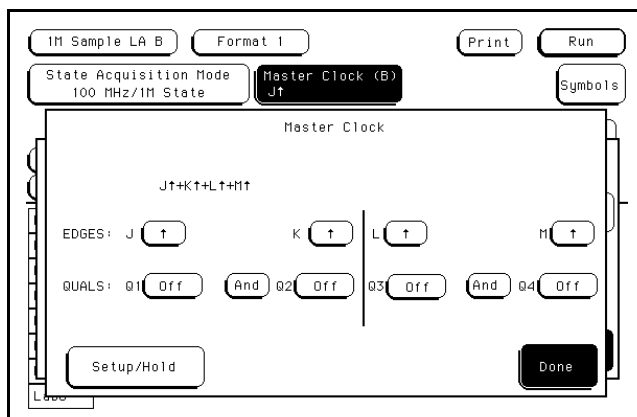 1M Sample LA B Format 1 Print Run
State Acquisition Mode
100 MHz/1M State
Master Clock (B)
J↑
Symbols
Master Clock
J↑+K↑+L↑+M↑
EDGES: J ↑ K ↑ L ↑ M ↑
QUALS: Q1 Off And Q2 Off Q3 Off And Q4 Off
Setup/Hold Done